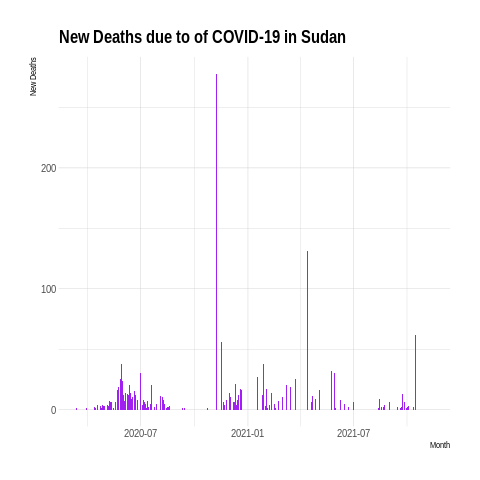 New Deaths due to of COVID-19 in Sudan
New Deaths
200
100
0
2020-07
2021-01
2021-07
Month